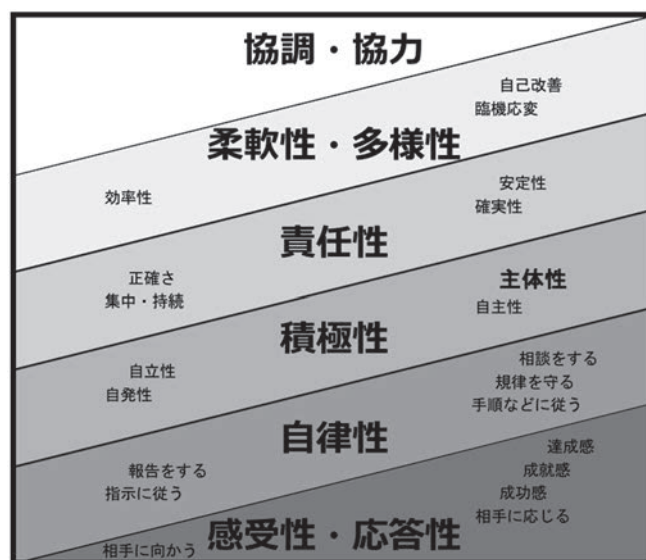 協調・協力
自己改善
臨機応変
柔軟性・多様性
効率性
安定性
確実性
責任性
正確さ
集中・持続
主体性
自主性
積極性
自立性
自発性
相談をする
規律を守る
手順などに従う
自律性
報告をする
指示に従う
達成感
成就感
成功感
相手に応じる
感受性・応答性
相手に向かう